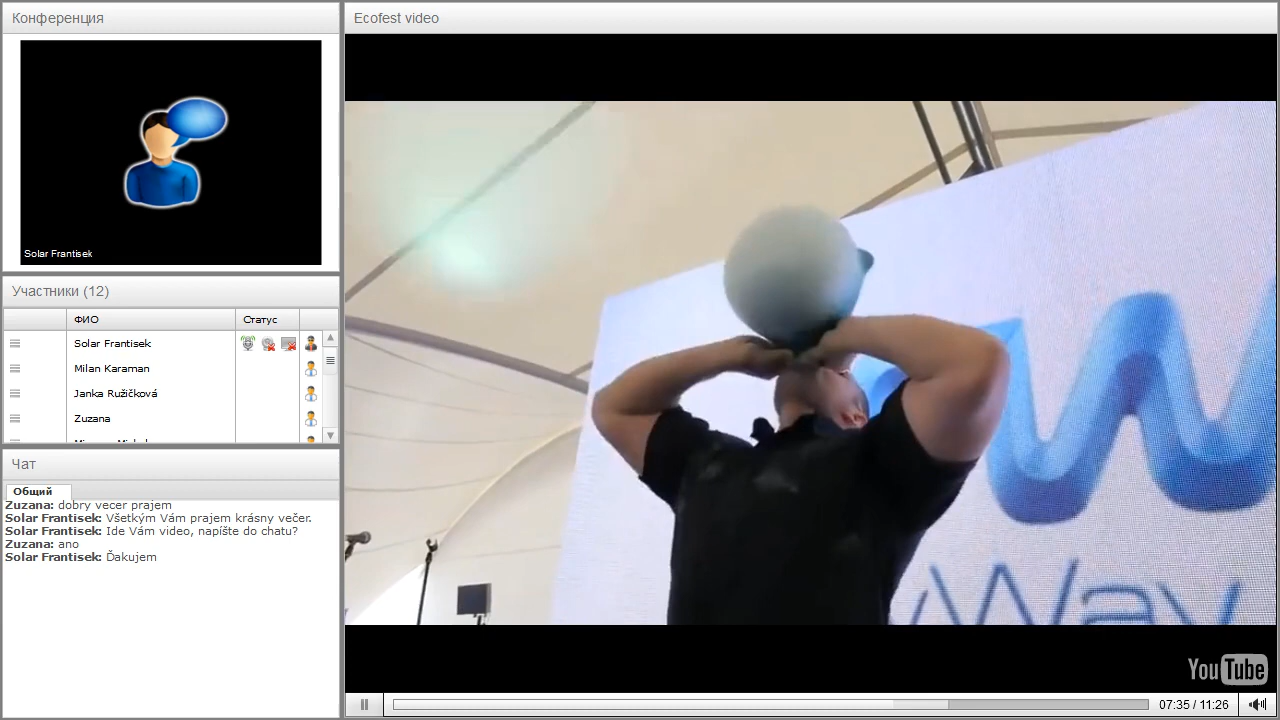 Конференция
Solar Frantisek
Участники (12)
ФИО
Статус
Solar Frantisek
Milan Karaman
Janka Ružičková
Zuzana
Чат
Общий
Zuzana: dobry vecer prajem
Solar Frantisek: Všetkým Vám prajem krásny večer.
Solar Frantisek: Ide Vám video, napíšte do chatu?
Zuzana: ano
Solar Frantisek: Ďakujem
Ecofest video
Way
YouTube
07:35 / 11:26